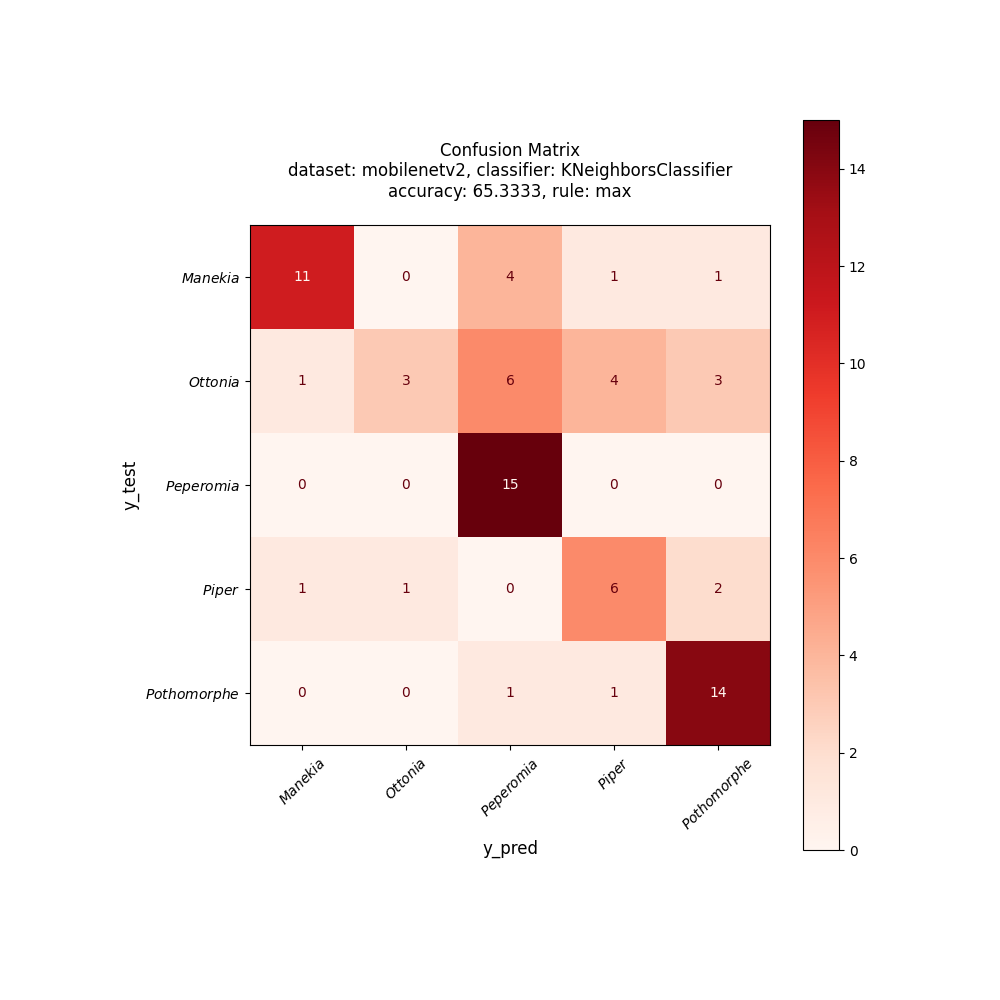 Confusion Matrix
dataset: mobilenetv2, classifier: KNeighborsClassifier
accuracy: 65.3333, rule: max
y_test
Manekia 11 0 4 1 1
Ottonia 1 3 6 4 3
Peperomia 0 0 15 0 0
Piper 1 1 0 6 2
Pothomorphe 0 0 1 1 14
Manekia Ottonia Peperomia Piper Pothomorphe
y_pred
14
12
10
8
6
4
2
0